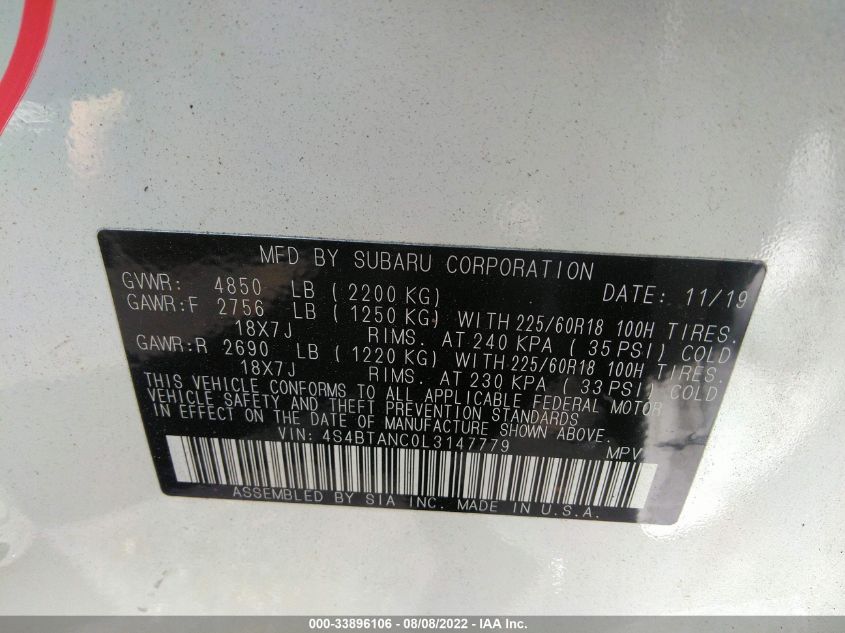 MFD BY SUBARU CORPORATION
GVWR: 4850 LB (2200 KG) DATE: 11/19
GAWR:F 2756 LB (1250 KG) WITH 225/60R18 100H TIRES.
18X7J RIMS. AT 240 KPA (35 PSI) COLD
GAWR:R 2690 LB (1220 KG) WITH 225/60R18 100H TIRES.
18X7J RIMS. AT 230 KPA (33 PSI) COLD
THIS VEHICLE CONFORMS TO ALL APPLICABLE FEDERAL MOTOR
VEHICLE SAFETY AND THEFT PREVENTION STANDARDS
IN EFFECT ON THE DATE OF MANUFACTURE SHOWN ABOVE.
VIN: 4S4BTANC0L3147779 MPV
ASSEMBLED BY SIA INC. MADE IN U.S.A.
000-33896106 - 08/08/2022 - IAA Inc.